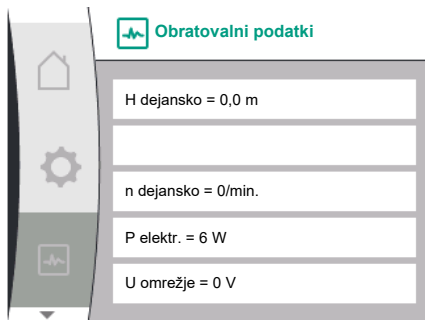 Obratovalni podatki
H dejansko = 0,0 m
n dejansko = 0/min.
P elektr. = 6 W
U omrežje = 0 V